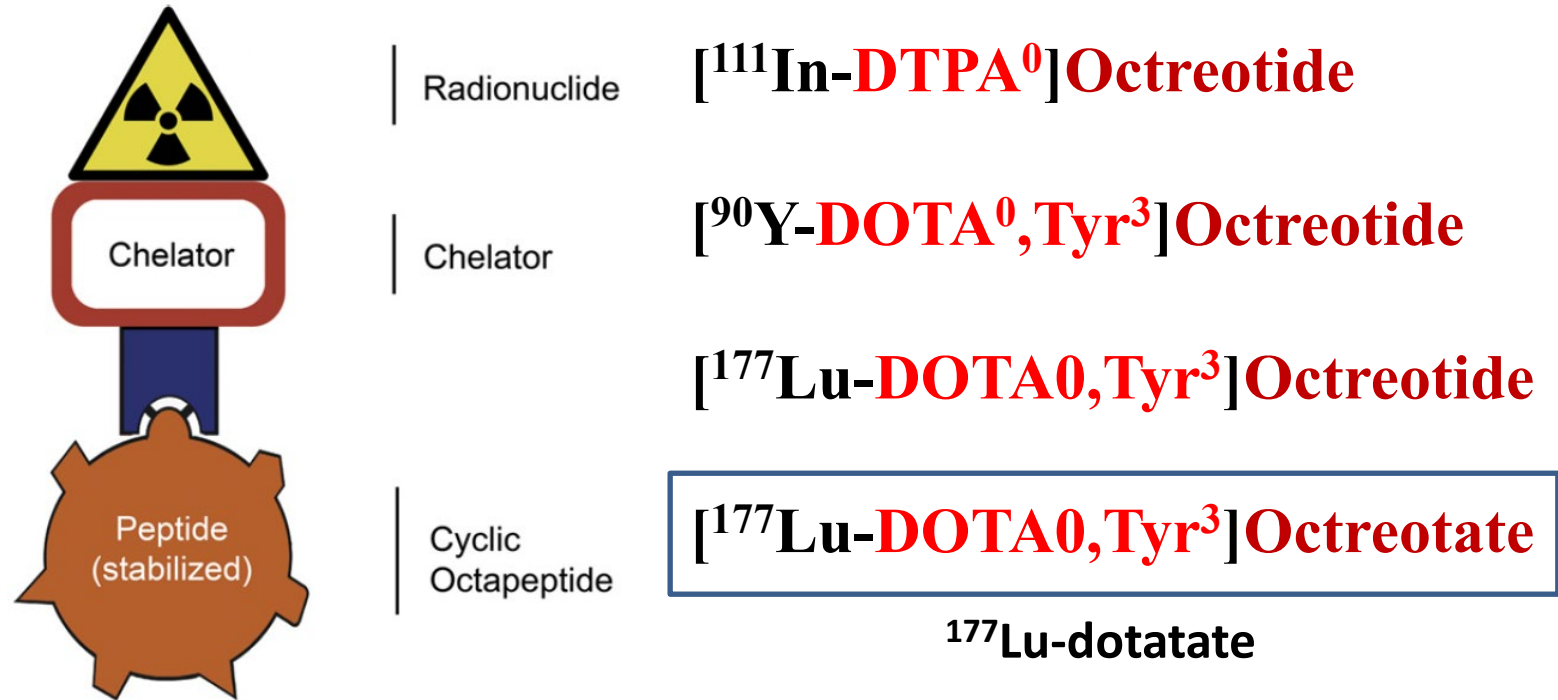 Radionuclide
[¹¹¹In-DTPA⁰]Octreotide
Chelator
Chelator
[⁹⁰Y-DOTA⁰,Tyr³]Octreotide
[¹⁷⁷Lu-DOTA0,Tyr³]Octreotide
Peptide
(stabilized)
Cyclic
Octapeptide
[¹⁷⁷Lu-DOTA0,Tyr³]Octreotate
¹⁷⁷Lu-dotatate